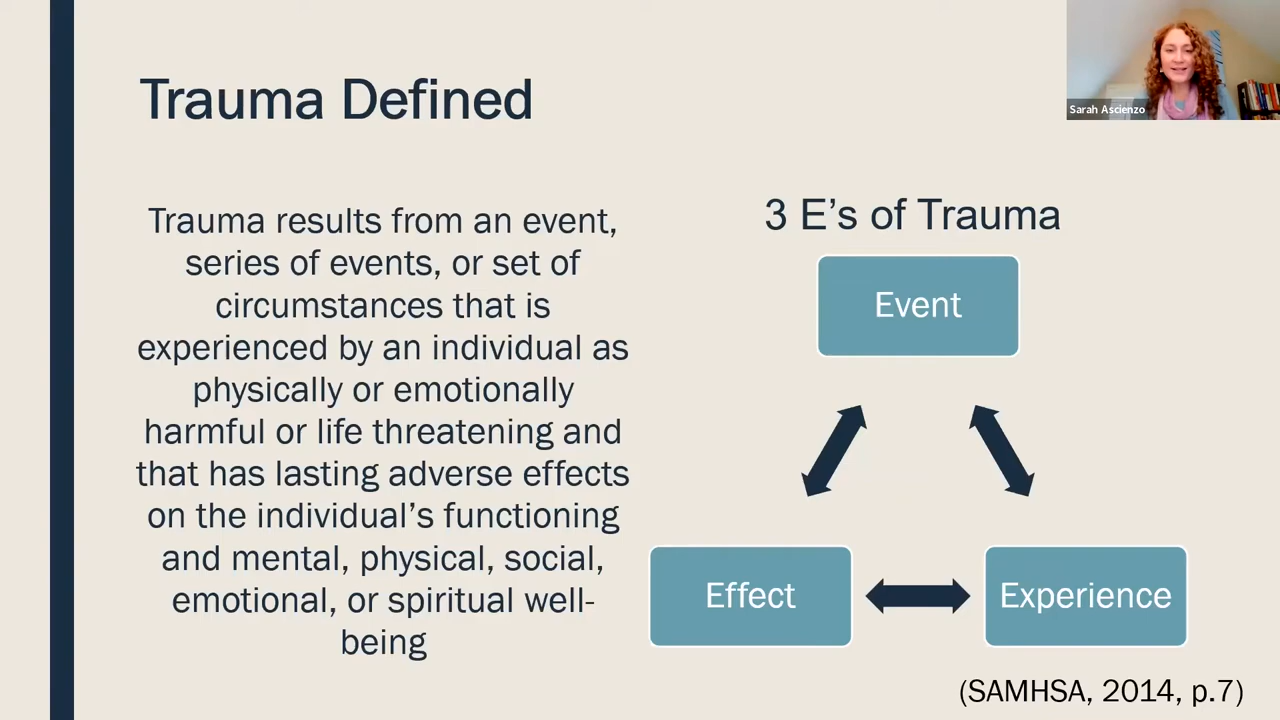 Trauma Defined
Sarah Ascienzo
Trauma results from an event,
series of events, or set of
circumstances that is
experienced by an individual as
physically or emotionally
harmful or life threatening and
that has lasting adverse effects
on the individual’s functioning
and mental, physical, social,
emotional, or spiritual well-
being
3 E’s of Trauma
Event
Effect
Experience
(SAMHSA, 2014, p.7)